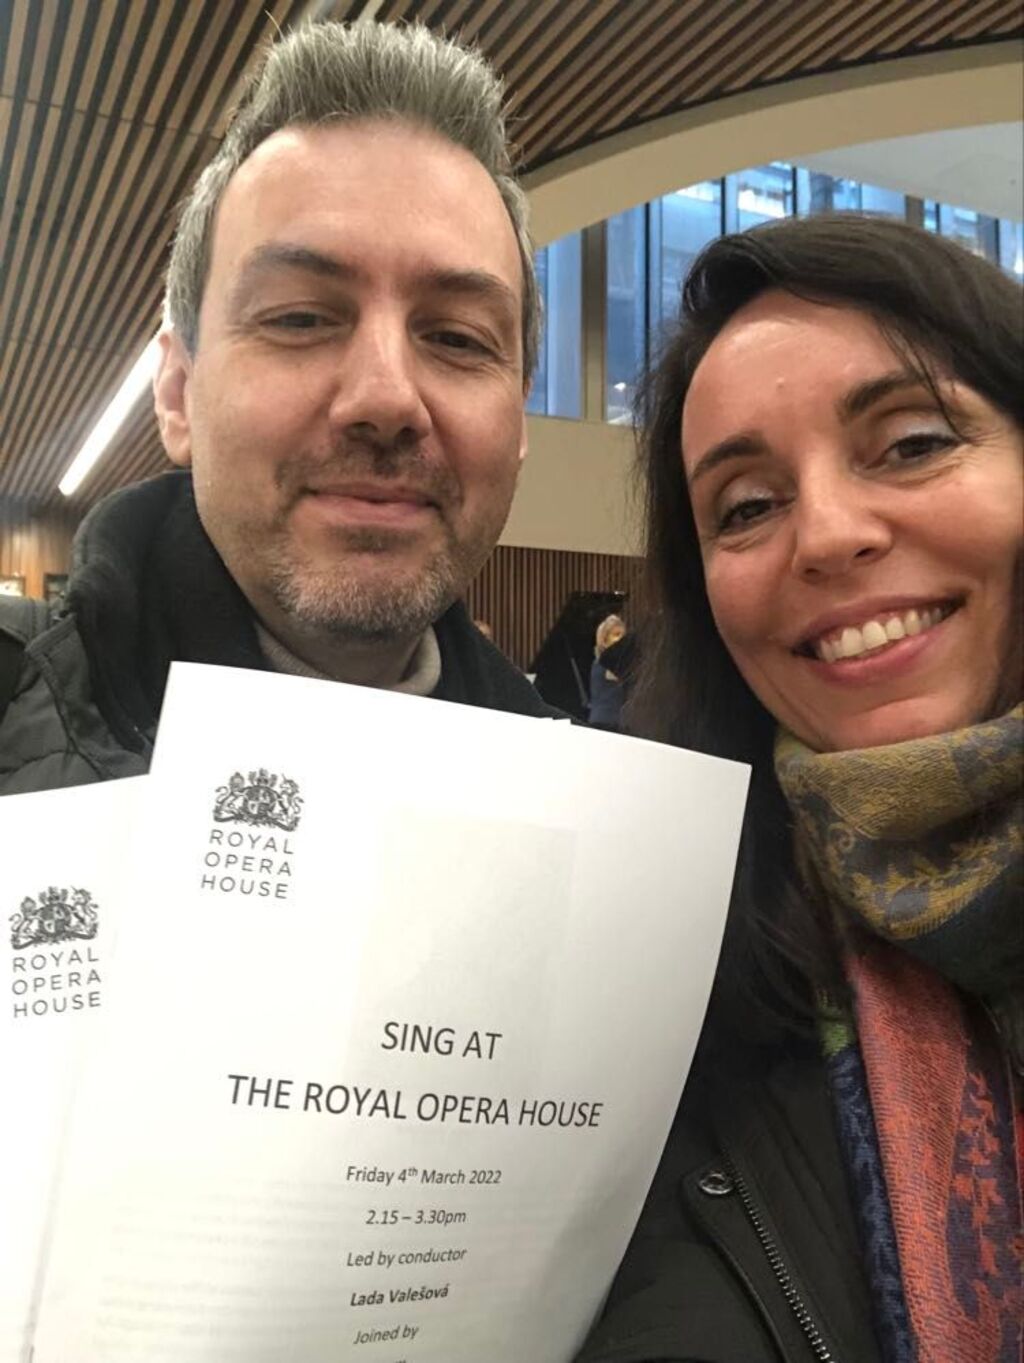 ROYAL
OPERA
HOUSE
ROYAL
OPERA
HOUSE
SING AT
THE ROYAL OPERA HOUSE
Friday 4th March 2022
2.15 – 3.30pm
Led by conductor
Lada Valešová
Joined by